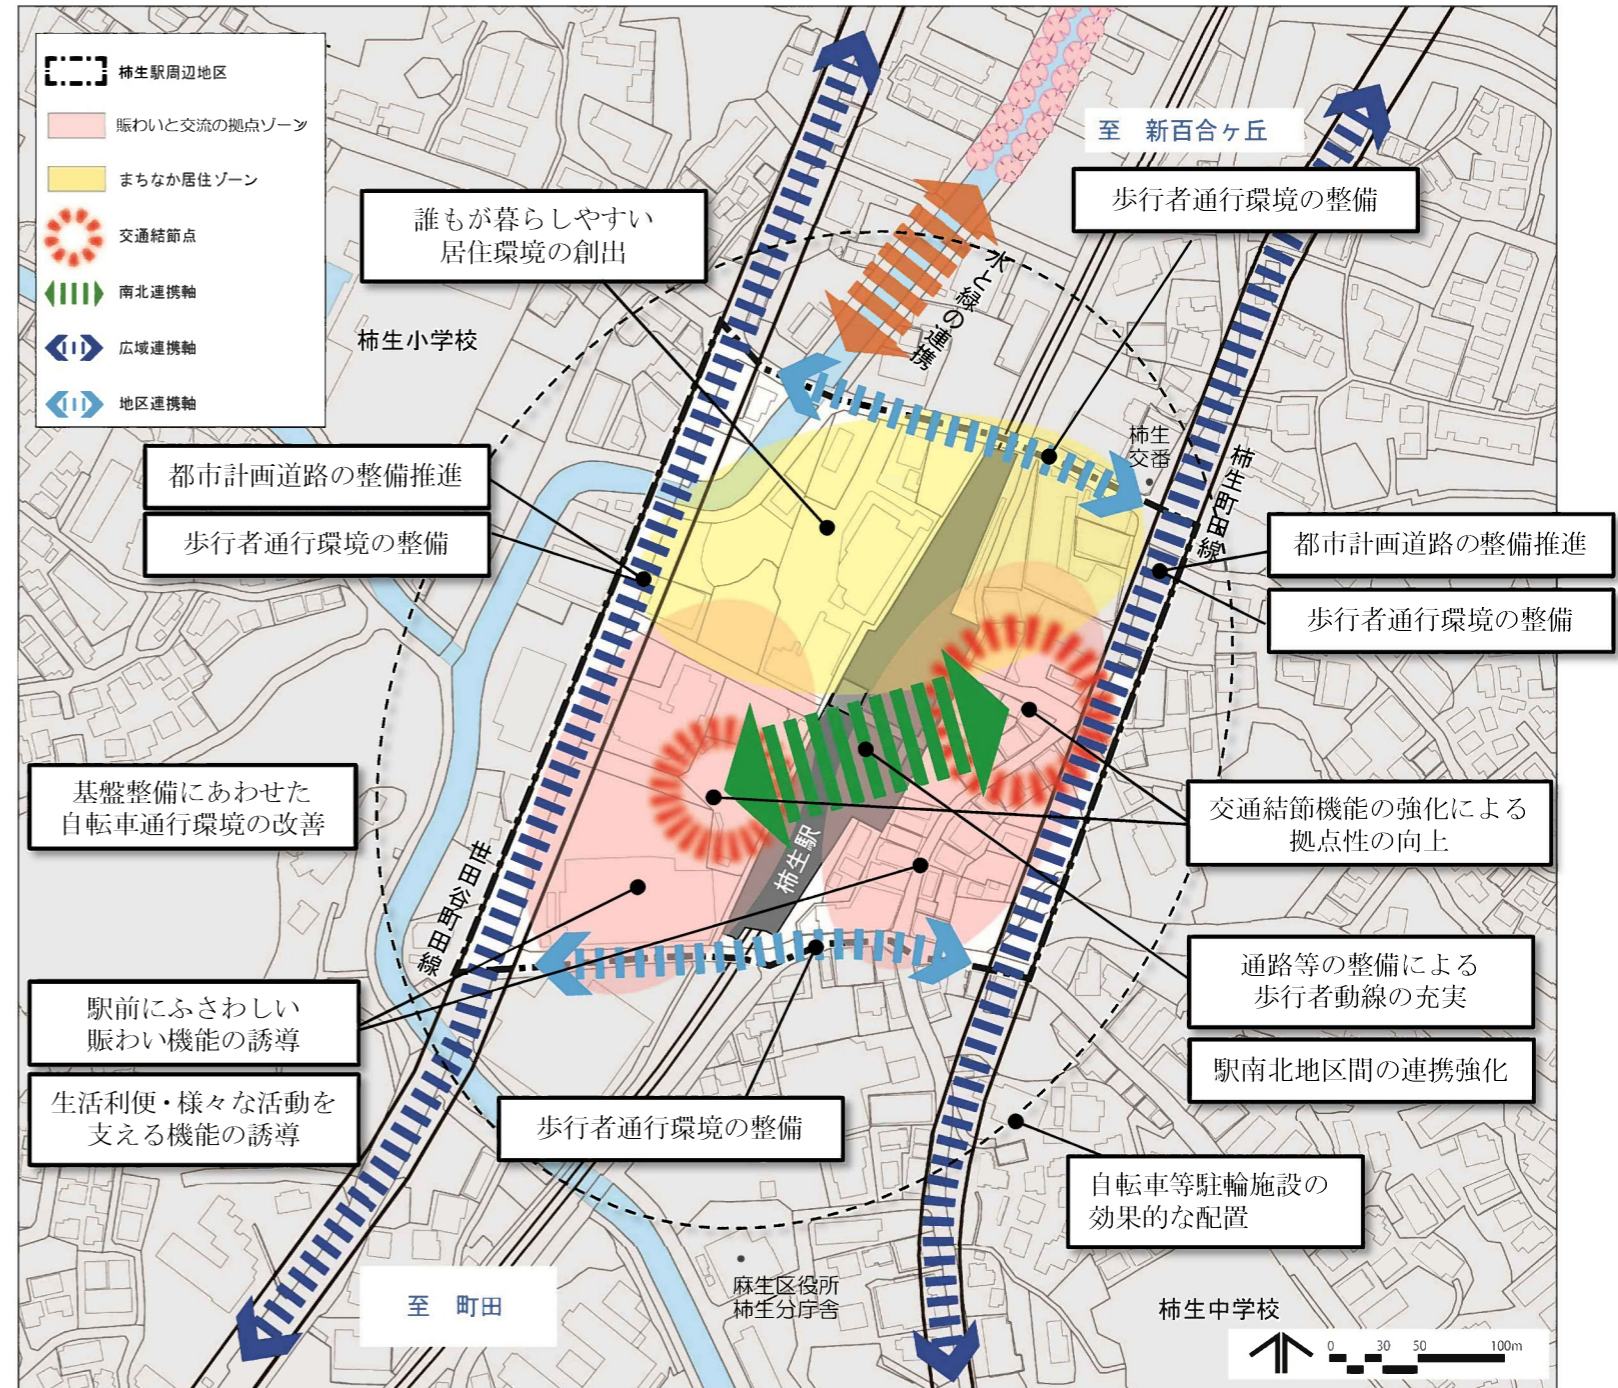 柿生駅周辺地区
賑わいと交流の拠点ゾーン
まちなか居住ゾーン
交通結節点
南北連携軸
広域連携軸
地区連携軸
至 新百合ヶ丘
歩行者通行環境の整備
誰もが暮らしやすい
居住環境の創出
水と緑の連携
柿生小学校
柿生
交番
柿生町田線
都市計画道路の整備推進
歩行者通行環境の整備
都市計画道路の整備推進
歩行者通行環境の整備
基盤整備にあわせた
自転車通行環境の改善
交通結節機能の強化による
拠点性の向上
柿生駅
世田谷町田線
通路等の整備による
歩行者動線の充実
駅前にふさわしい
賑わい機能の誘導
駅南北地区間の連携強化
生活利便・様々な活動を
支える機能の誘導
歩行者通行環境の整備
自転車等駐輪施設の
効果的な配置
麻生区役所
柿生分庁舎
至 町田
柿生中学校
0 30 50 100m